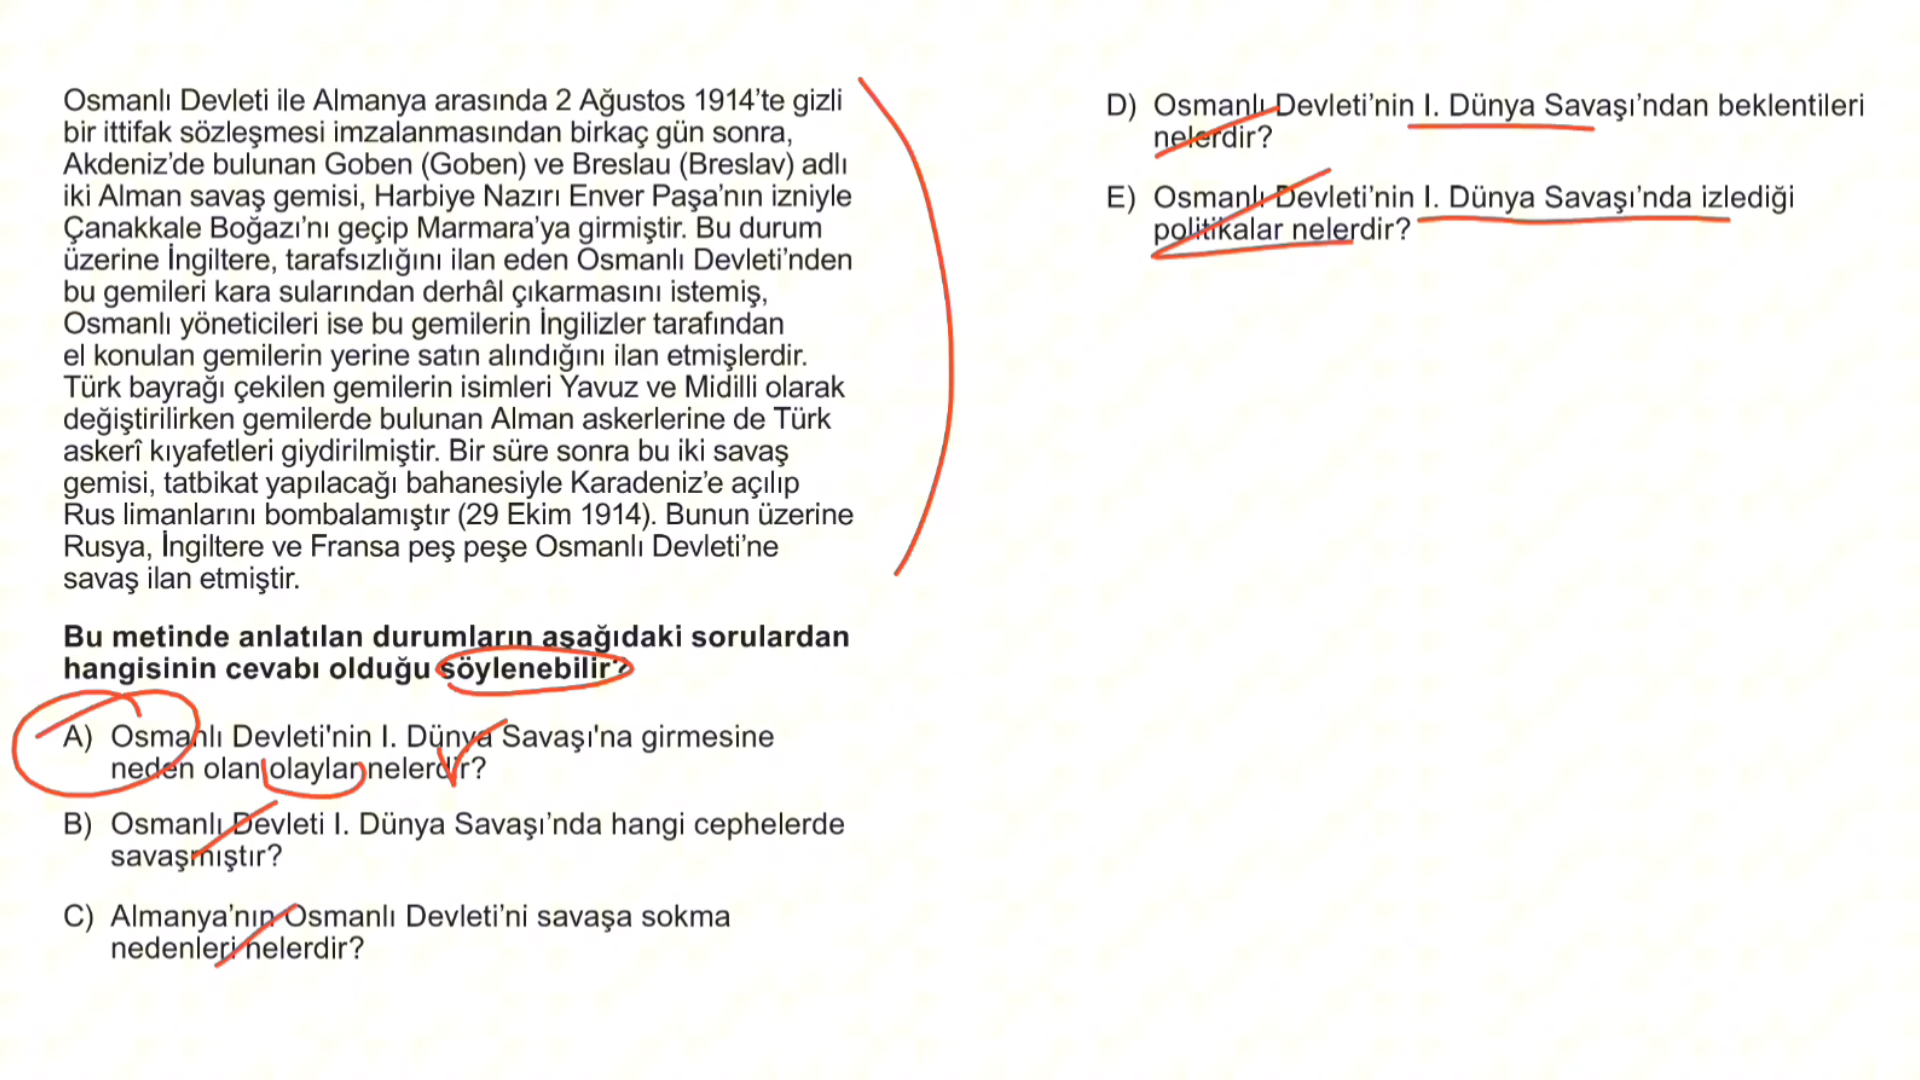 Osmanlı Devleti ile Almanya arasında 2 Ağustos 1914’te gizli
bir ittifak sözleşmesi imzalanmasından birkaç gün sonra,
Akdeniz’de bulunan Goben (Goben) ve Breslau (Breslav) adlı
iki Alman savaş gemisi, Harbiye Nazırı Enver Paşa’nın izniyle
Çanakkale Boğazı’nı geçip Marmara’ya girmiştir. Bu durum
üzerine İngiltere, tarafsızlığını ilan eden Osmanlı Devleti’nden
bu gemileri kara sularından derhâl çıkarmasını istemiş,
Osmanlı yöneticileri ise bu gemilerin İngilizler tarafından
el konulan gemilerin yerine satın alındığını ilan etmişlerdir.
Türk bayrağı çekilen gemilerin isimleri Yavuz ve Midilli olarak
değiştirilirken gemilerde bulunan Alman askerlerine de Türk
askerî kıyafetleri giydirilmiştir. Bir süre sonra bu iki savaş
gemisi, tatbikat yapılacağı bahanesiyle Karadeniz’e açılıp
Rus limanlarını bombalamıştır (29 Ekim 1914). Bunun üzerine
Rusya, İngiltere ve Fransa peş peşe Osmanlı Devleti’ne
savaş ilan etmiştir.
Bu metinde anlatılan durumların aşağıdaki sorulardan
hangisinin cevabı olduğu söylenebilir?
A) Osmanlı Devleti'nin I. Dünya Savaşı'na girmesine
neden olan olaylar nelerdir?
B) Osmanlı Devleti I. Dünya Savaşı’nda hangi cephelerde
savaşmıştır?
C) Almanya’nın Osmanlı Devleti’ni savaşa sokma
nedenleri nelerdir?
D) Osmanlı Devleti’nin I. Dünya Savaşı’ndan beklentileri
nelerdir?
E) Osmanlı Devleti’nin I. Dünya Savaşı’nda izlediği
politikalar nelerdir?